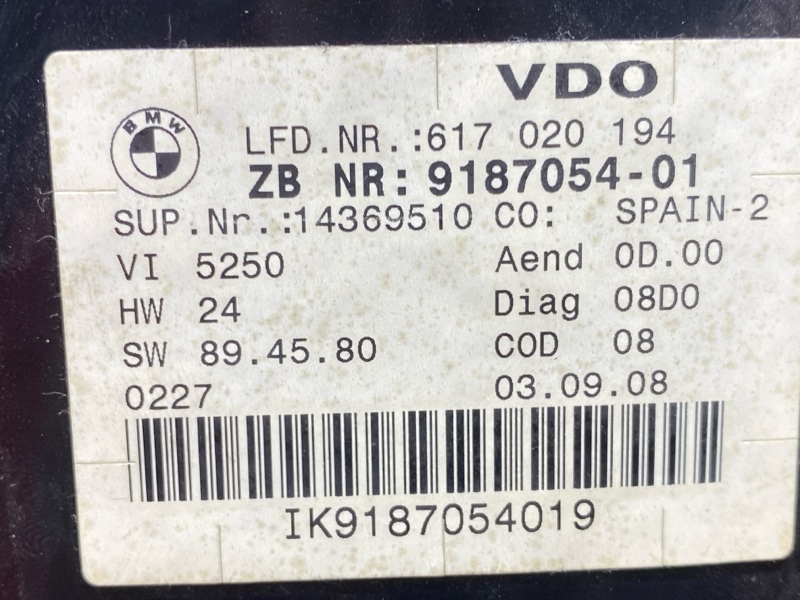 VDO
BMW
LFD.NR.:617 020 194
ZB NR: 9187054-01
SUP.Nr.:14369510 CO: SPAIN-2
VI 5250 Aend 0D.00
HW 24 Diag 08D0
SW 89.45.80 COD 08
0227 03.09.08
IK9187054019